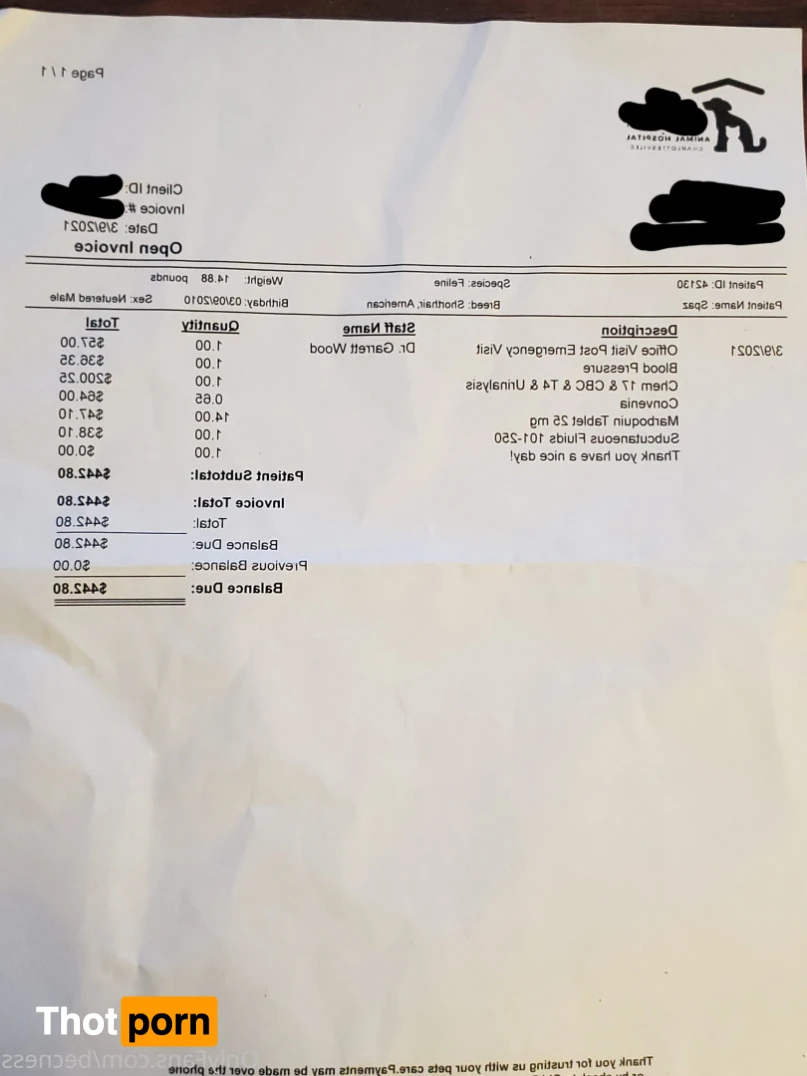 Page 1 / 1
ANIMAL HOSPITAL
CHARLOTTESVILLE
Client ID:
Invoice #:
Date: 3/9/2021
Open Invoice
Patient ID: 42130 Species: Feline Weight: 14.88 pounds
Patient Name: Spaz Breed: Shorthair, American Birthday: 03/09/2010 Sex: Neutered Male
Description Staff Name Quantity Total
3/9/2021 Office Visit Post Emergency Visit Dr. Garrett Wood 1.00 $57.00
Blood Pressure 1.00 $36.35
Chem 17 & CBC & T4 & Urinalysis 1.00 $200.25
Convenia 0.65 $64.00
Marboquin Tablet 25 mg 14.00 $47.10
Subcutaneous Fluids 101-250 1.00 $38.10
Thank you have a nice day! 1.00 $0.00
Patient Subtotal: $442.80
Invoice Total: $442.80
Total: $442.80
Balance Due: $442.80
Previous Balance: $0.00
Balance Due: $442.80
Thot porn
OnlyFans.com/becness
Thank you for trusting us with your pets care.Payments may be made over the phone